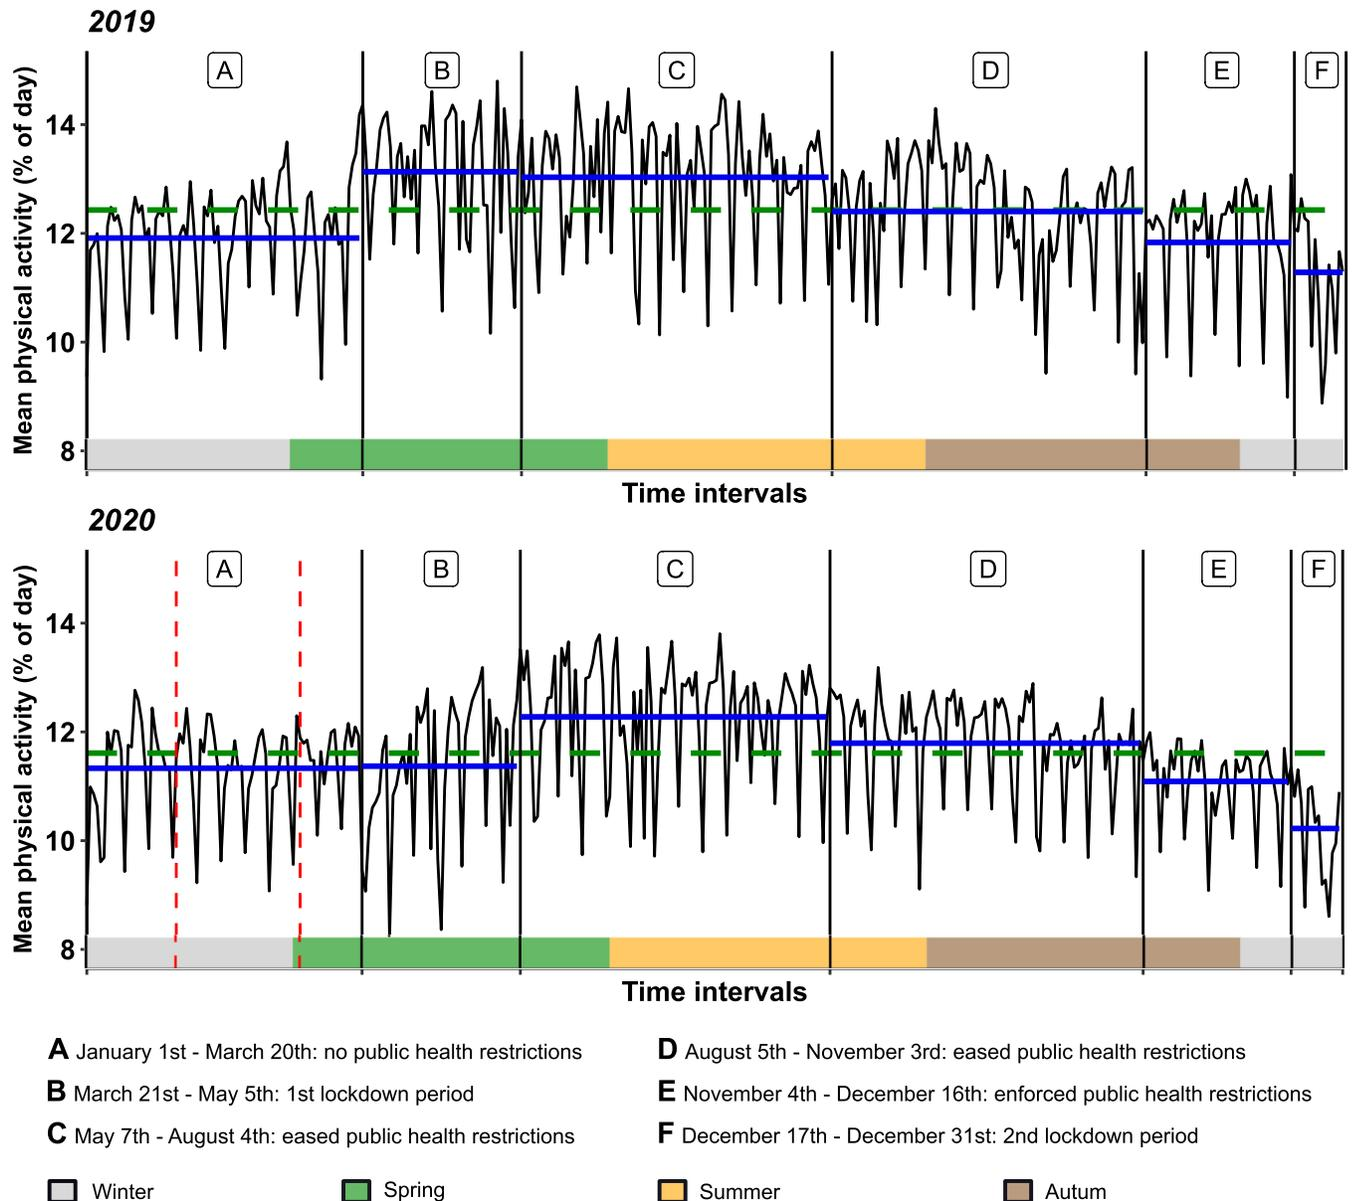 2019
A B C D E F
Mean physical activity (% of day)
14
12
10
8
Time intervals
2020
A B C D E F
Mean physical activity (% of day)
14
12
10
8
Time intervals
A January 1st - March 20th: no public health restrictions
B March 21st - May 5th: 1st lockdown period
C May 7th - August 4th: eased public health restrictions
D August 5th - November 3rd: eased public health restrictions
E November 4th - December 16th: enforced public health restrictions
F December 17th - December 31st: 2nd lockdown period
Winter Spring Summer Autum